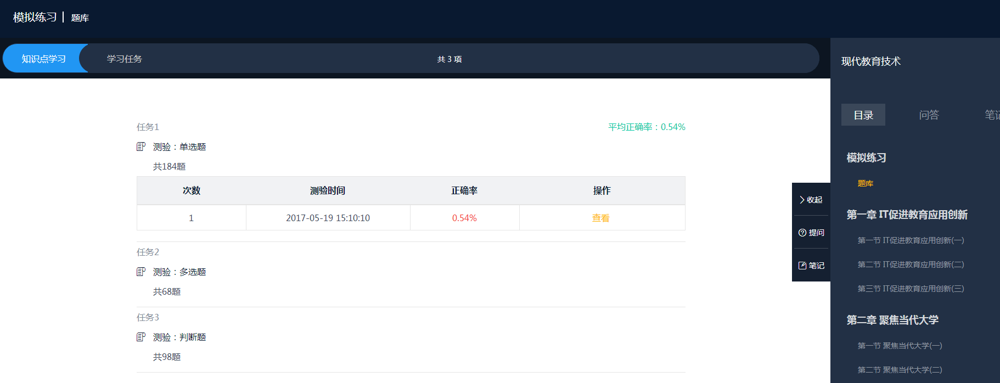 模拟练习 | 题库
知识点学习 学习任务 共 3 项
现代教育技术
目录 问答 笔记
任务1 平均正确率：0.54%
测验：单选题
共184题
次数 测验时间 正确率 操作
1 2017-05-19 15:10:10 0.54% 查看
任务2
测验：多选题
共68题
任务3
测验：判断题
共98题
收起
提问
笔记
模拟练习
题库
第一章 IT促进教育应用创新
第一节 IT促进教育应用创新(一)
第二节 IT促进教育应用创新(二)
第三节 IT促进教育应用创新(三)
第二章 聚焦当代大学
第一节 聚焦当代大学(一)
第二节 聚焦当代大学(二)